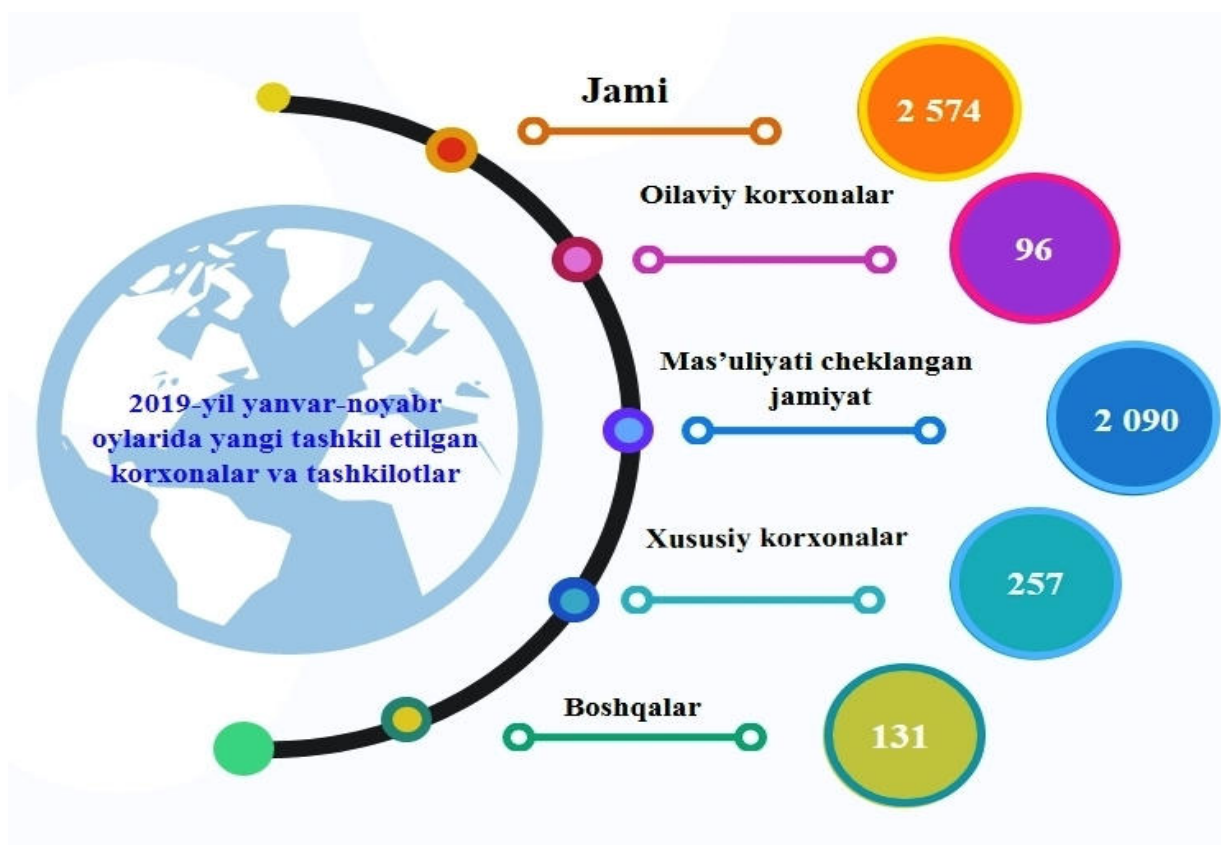 Jami
2 574
Oilaviy korxonalar
96
Mas’uliyati cheklangan
jamiyat
2 090
2019-yil yanvar-noyabr
oylarida yangi tashkil etilgan
korxonalar va tashkilotlar
Xususiy korxonalar
257
Boshqalar
131